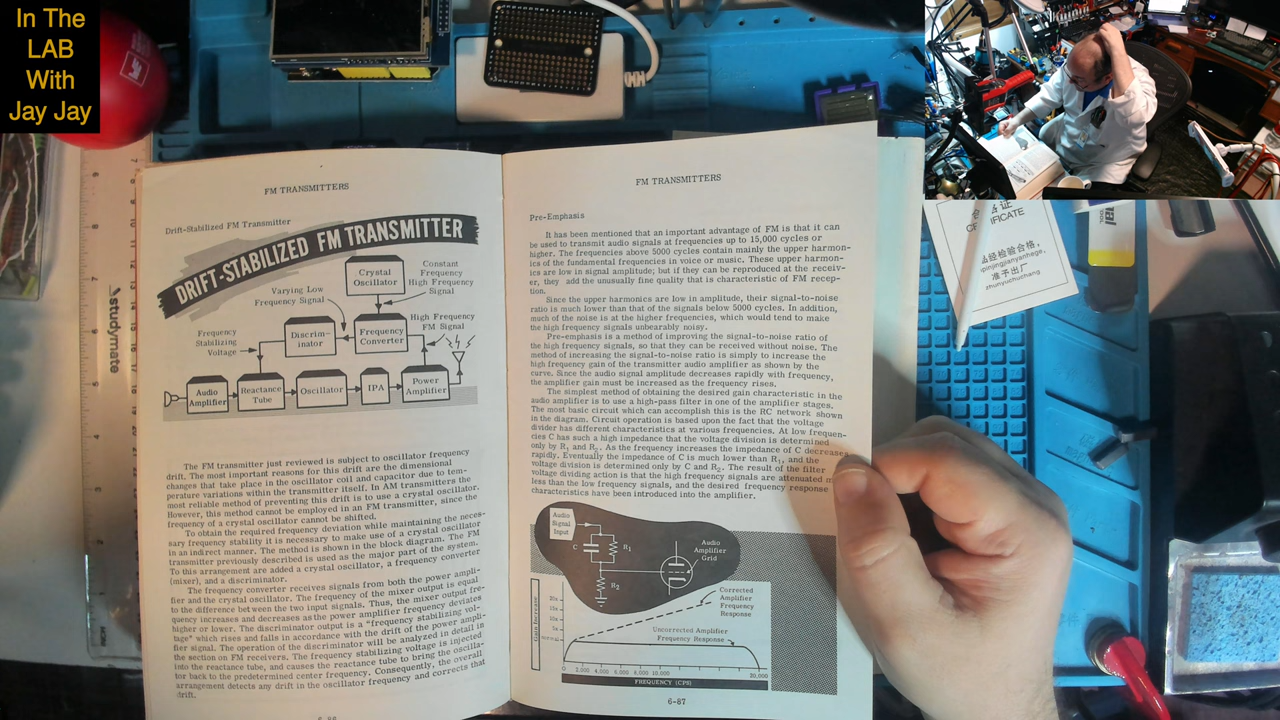 In The
LAB
With
Jay Jay
studymate
FM TRANSMITTERS
Drift-Stabilized FM Transmitter
DRIFT-STABILIZED FM TRANSMITTER
Crystal
Oscillator
Constant
Frequency
High Frequency
Signal
Varying Low
Frequency Signal
High Frequency
FM Signal
Frequency
Stabilizing
Voltage
Discrim-
inator
Frequency
Converter
Audio
Amplifier
Reactance
Tube
Oscillator
IPA
Power
Amplifier
The FM transmitter just reviewed is subject to oscillator frequency
drift. The most important reasons for this drift are the dimensional
changes that take place in the oscillator coil and capacitor due to tem-
perature variations within the transmitter itself. In AM transmitters the
most reliable method of preventing this drift is to use a crystal oscillator.
However, this method cannot be employed in an FM transmitter, since the
frequency of a crystal oscillator cannot be shifted.
To obtain the required frequency deviation while maintaining the neces-
sary frequency stability it is necessary to make use of a crystal oscillator
in an indirect manner. The method is shown in the block diagram. The FM
transmitter previously described is used as the major part of the system.
To this arrangement are added a crystal oscillator, a frequency converter
(mixer), and a discriminator.
The frequency converter receives signals from both the power ampli-
fier and the crystal oscillator. The frequency of the mixer output is equal
to the difference between the two input signals. Thus, the mixer output fre-
quency increases and decreases as the power amplifier frequency deviates
higher or lower. The discriminator output is a "frequency stabilizing vol-
tage" which rises and falls in accordance with the drift of the power ampli-
fier signal. The operation of the discriminator will be analyzed in detail in
the section on FM receivers. The frequency stabilizing voltage is injected
into the reactance tube, and causes the reactance tube to bring the oscilla-
tor back to the predetermined center frequency. Consequently, the overall
arrangement detects any drift in the oscillator frequency and corrects that
drift.
FM TRANSMITTERS
Pre-Emphasis
It has been mentioned that an important advantage of FM is that it can
be used to transmit audio signals at frequencies up to 15,000 cycles or
higher. The frequencies above 5000 cycles contain mainly the upper harmon-
ics of the fundamental frequencies in voice or music. These upper harmon-
ics are low in signal amplitude; but if they can be reproduced at the receiv-
er, they add the unusually fine quality that is characteristic of FM recep-
tion.
Since the upper harmonics are low in amplitude, their signal-to-noise
ratio is much lower than that of the signals below 5000 cycles. In addition,
much of the noise is at the higher frequencies, which would tend to make
the high frequency signals unbearably noisy.
Pre-emphasis is a method of improving the signal-to-noise ratio of
the high frequency signals, so that they can be received without noise. The
method of increasing the signal-to-noise ratio is simply to increase the
high frequency gain of the transmitter audio amplifier as shown by the
curve. Since the audio signal amplitude decreases rapidly with frequency,
the amplifier gain must be increased as the frequency rises.
The simplest method of obtaining the desired gain characteristic in the
audio amplifier is to use a high-pass filter in one of the amplifier stages.
The most basic circuit which can accomplish this is the RC network shown
in the diagram. Circuit operation is based upon the fact that the voltage
divider has different characteristics at various frequencies. At low frequen-
cies C has such a high impedance that the voltage division is determined
only by R1 and R2. As the frequency increases the impedance of C decreases
rapidly. Eventually the impedance of C is much lower than R1, and the
voltage division is determined only by C and R2. The result of the filter
voltage dividing action is that the high frequency signals are attenuated
less than the low frequency signals, and the desired frequency response
characteristics have been introduced into the amplifier.
Audio
Signal
Input
C
R1
R2
Audio
Amplifier
Grid
Gain Increase
Corrected
Amplifier
Frequency
Response
Uncorrected Amplifier
Frequency Response
0 2,000 4,000 6,000 8,000 10,000 20,000
FREQUENCY (CPS)
6-87
经检验合格，
准予出厂
zhunyuchuchang